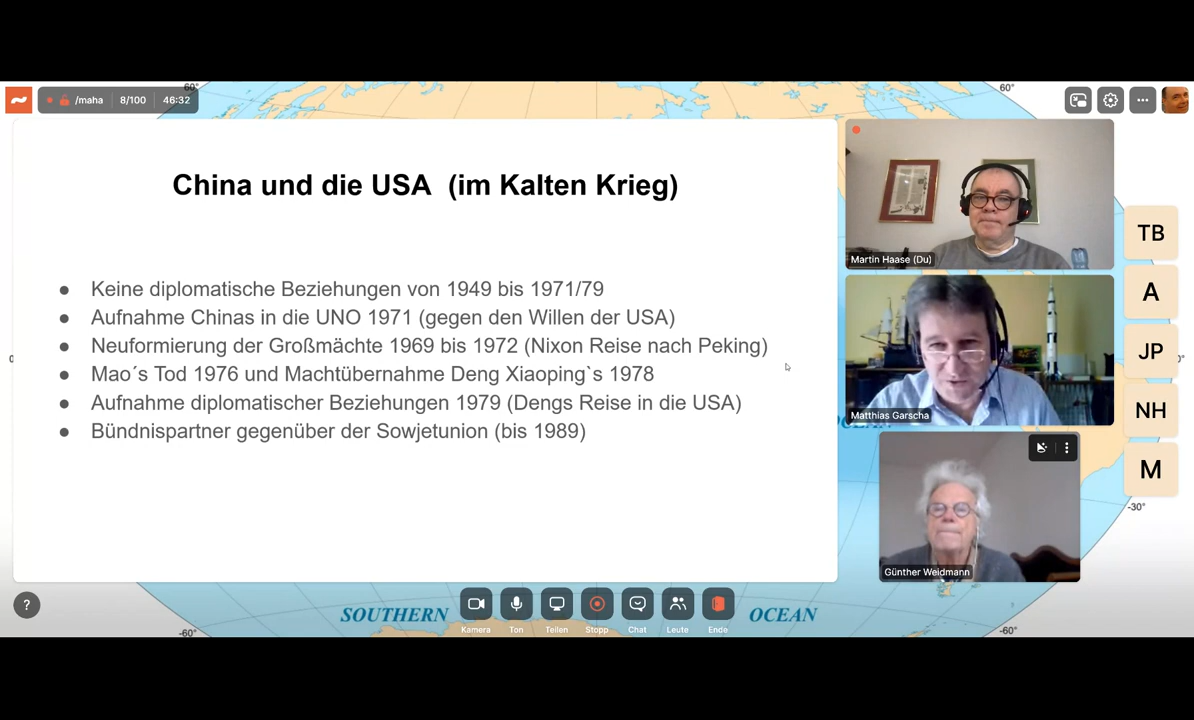 60°
/maha 8/100 46:32
60°
China und die USA (im Kalten Krieg)
● Keine diplomatische Beziehungen von 1949 bis 1971/79
● Aufnahme Chinas in die UNO 1971 (gegen den Willen der USA)
● Neuformierung der Großmächte 1969 bis 1972 (Nixon Reise nach Peking)
● Mao´s Tod 1976 und Machtübernahme Deng Xiaoping`s 1978
● Aufnahme diplomatischer Beziehungen 1979 (Dengs Reise in die USA)
● Bündnispartner gegenüber der Sowjetunion (bis 1989)
Martin Haase (Du)
Matthias Garscha
Günther Weidmann
TB
A
JP
NH
M
-30°
?
SOUTHERN OCEAN
Kamera Ton Teilen Stopp Chat Leute Ende
-60°
-60°